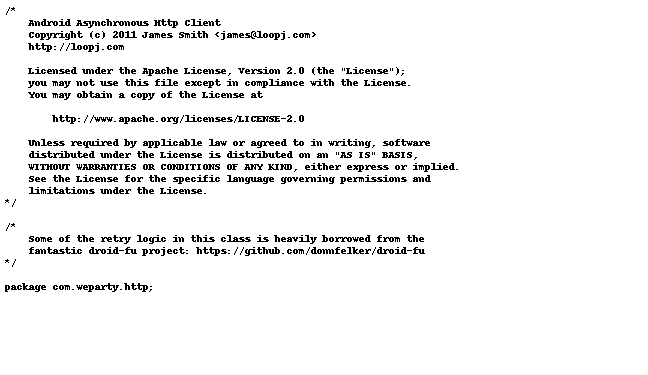 /*
    Android Asynchronous Http Client
    Copyright (c) 2011 James Smith <james@loopj.com>
    http://loopj.com

    Licensed under the Apache License, Version 2.0 (the "License");
    you may not use this file except in compliance with the License.
    You may obtain a copy of the License at

        http://www.apache.org/licenses/LICENSE-2.0

    Unless required by applicable law or agreed to in writing, software
    distributed under the License is distributed on an "AS IS" BASIS,
    WITHOUT WARRANTIES OR CONDITIONS OF ANY KIND, either express or implied.
    See the License for the specific language governing permissions and
    limitations under the License.
*/

/*
    Some of the retry logic in this class is heavily borrowed from the
    fantastic droid-fu project: https://github.com/donnfelker/droid-fu
*/

package com.weparty.http;